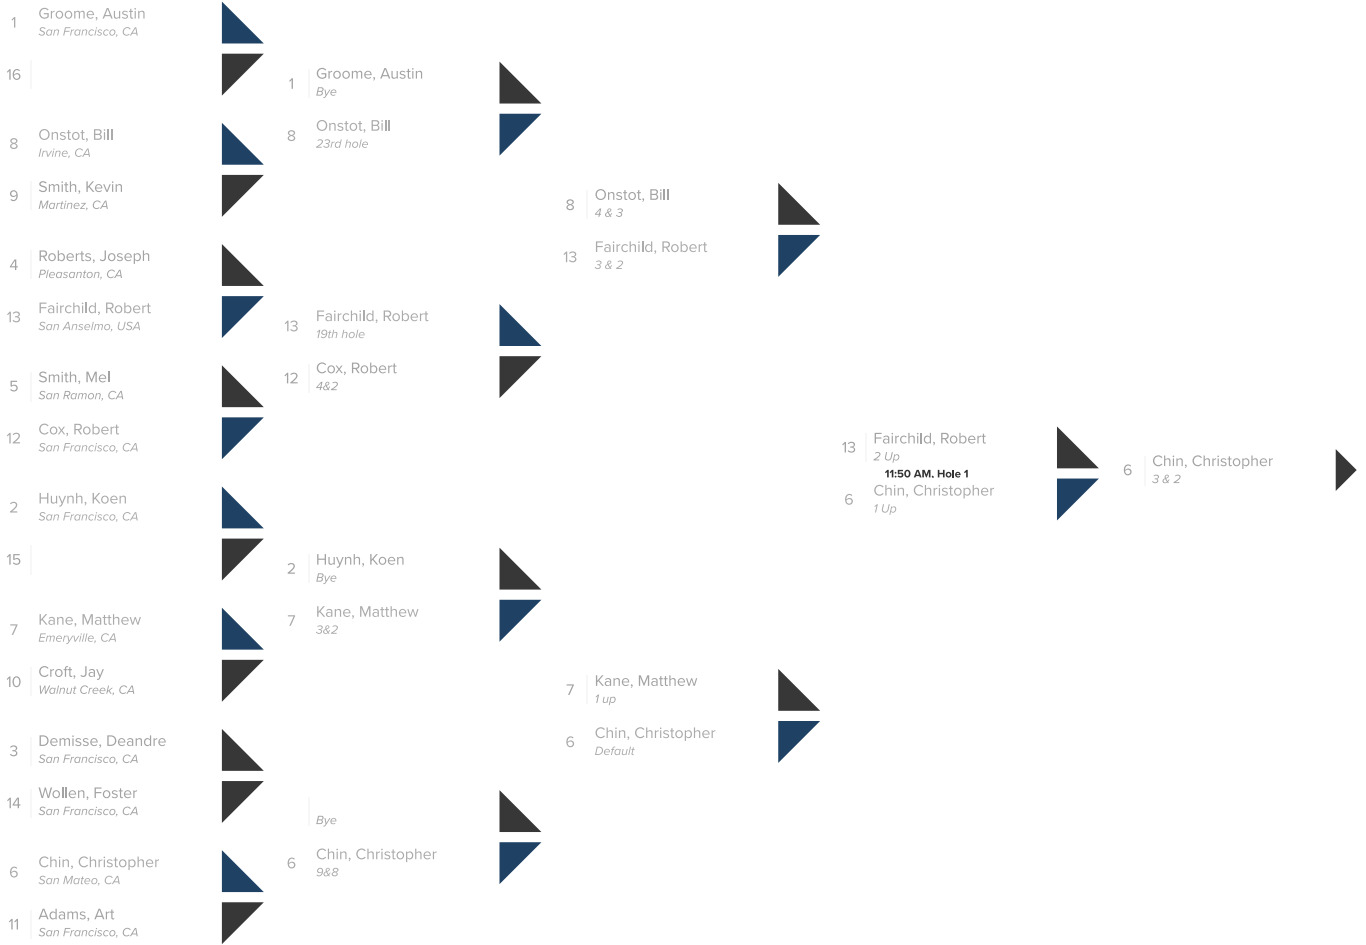 1
Groome, Austin
San Francisco, CA
16
8
Onstot, Bill
Irvine, CA
9
Smith, Kevin
Martinez, CA
4
Roberts, Joseph
Pleasanton, CA
13
Fairchild, Robert
San Anselmo, USA
5
Smith, Mel
San Ramon, CA
12
Cox, Robert
San Francisco, CA
2
Huynh, Koen
San Francisco, CA
15
7
Kane, Matthew
Emeryville, CA
10
Croft, Jay
Walnut Creek, CA
3
Demisse, Deandre
San Francisco, CA
14
Wollen, Foster
San Francisco, CA
6
Chin, Christopher
San Mateo, CA
11
Adams, Art
San Francisco, CA
1
Groome, Austin
Bye
8
Onstot, Bill
23rd hole
13
Fairchild, Robert
19th hole
12
Cox, Robert
4&2
2
Huynh, Koen
Bye
7
Kane, Matthew
3&2
Bye
6
Chin, Christopher
9&8
8
Onstot, Bill
4 & 3
13
Fairchild, Robert
3 & 2
7
Kane, Matthew
1 up
6
Chin, Christopher
Default
13
Fairchild, Robert
2 Up
11:50 AM, Hole 1
6
Chin, Christopher
1 Up
6
Chin, Christopher
3 & 2